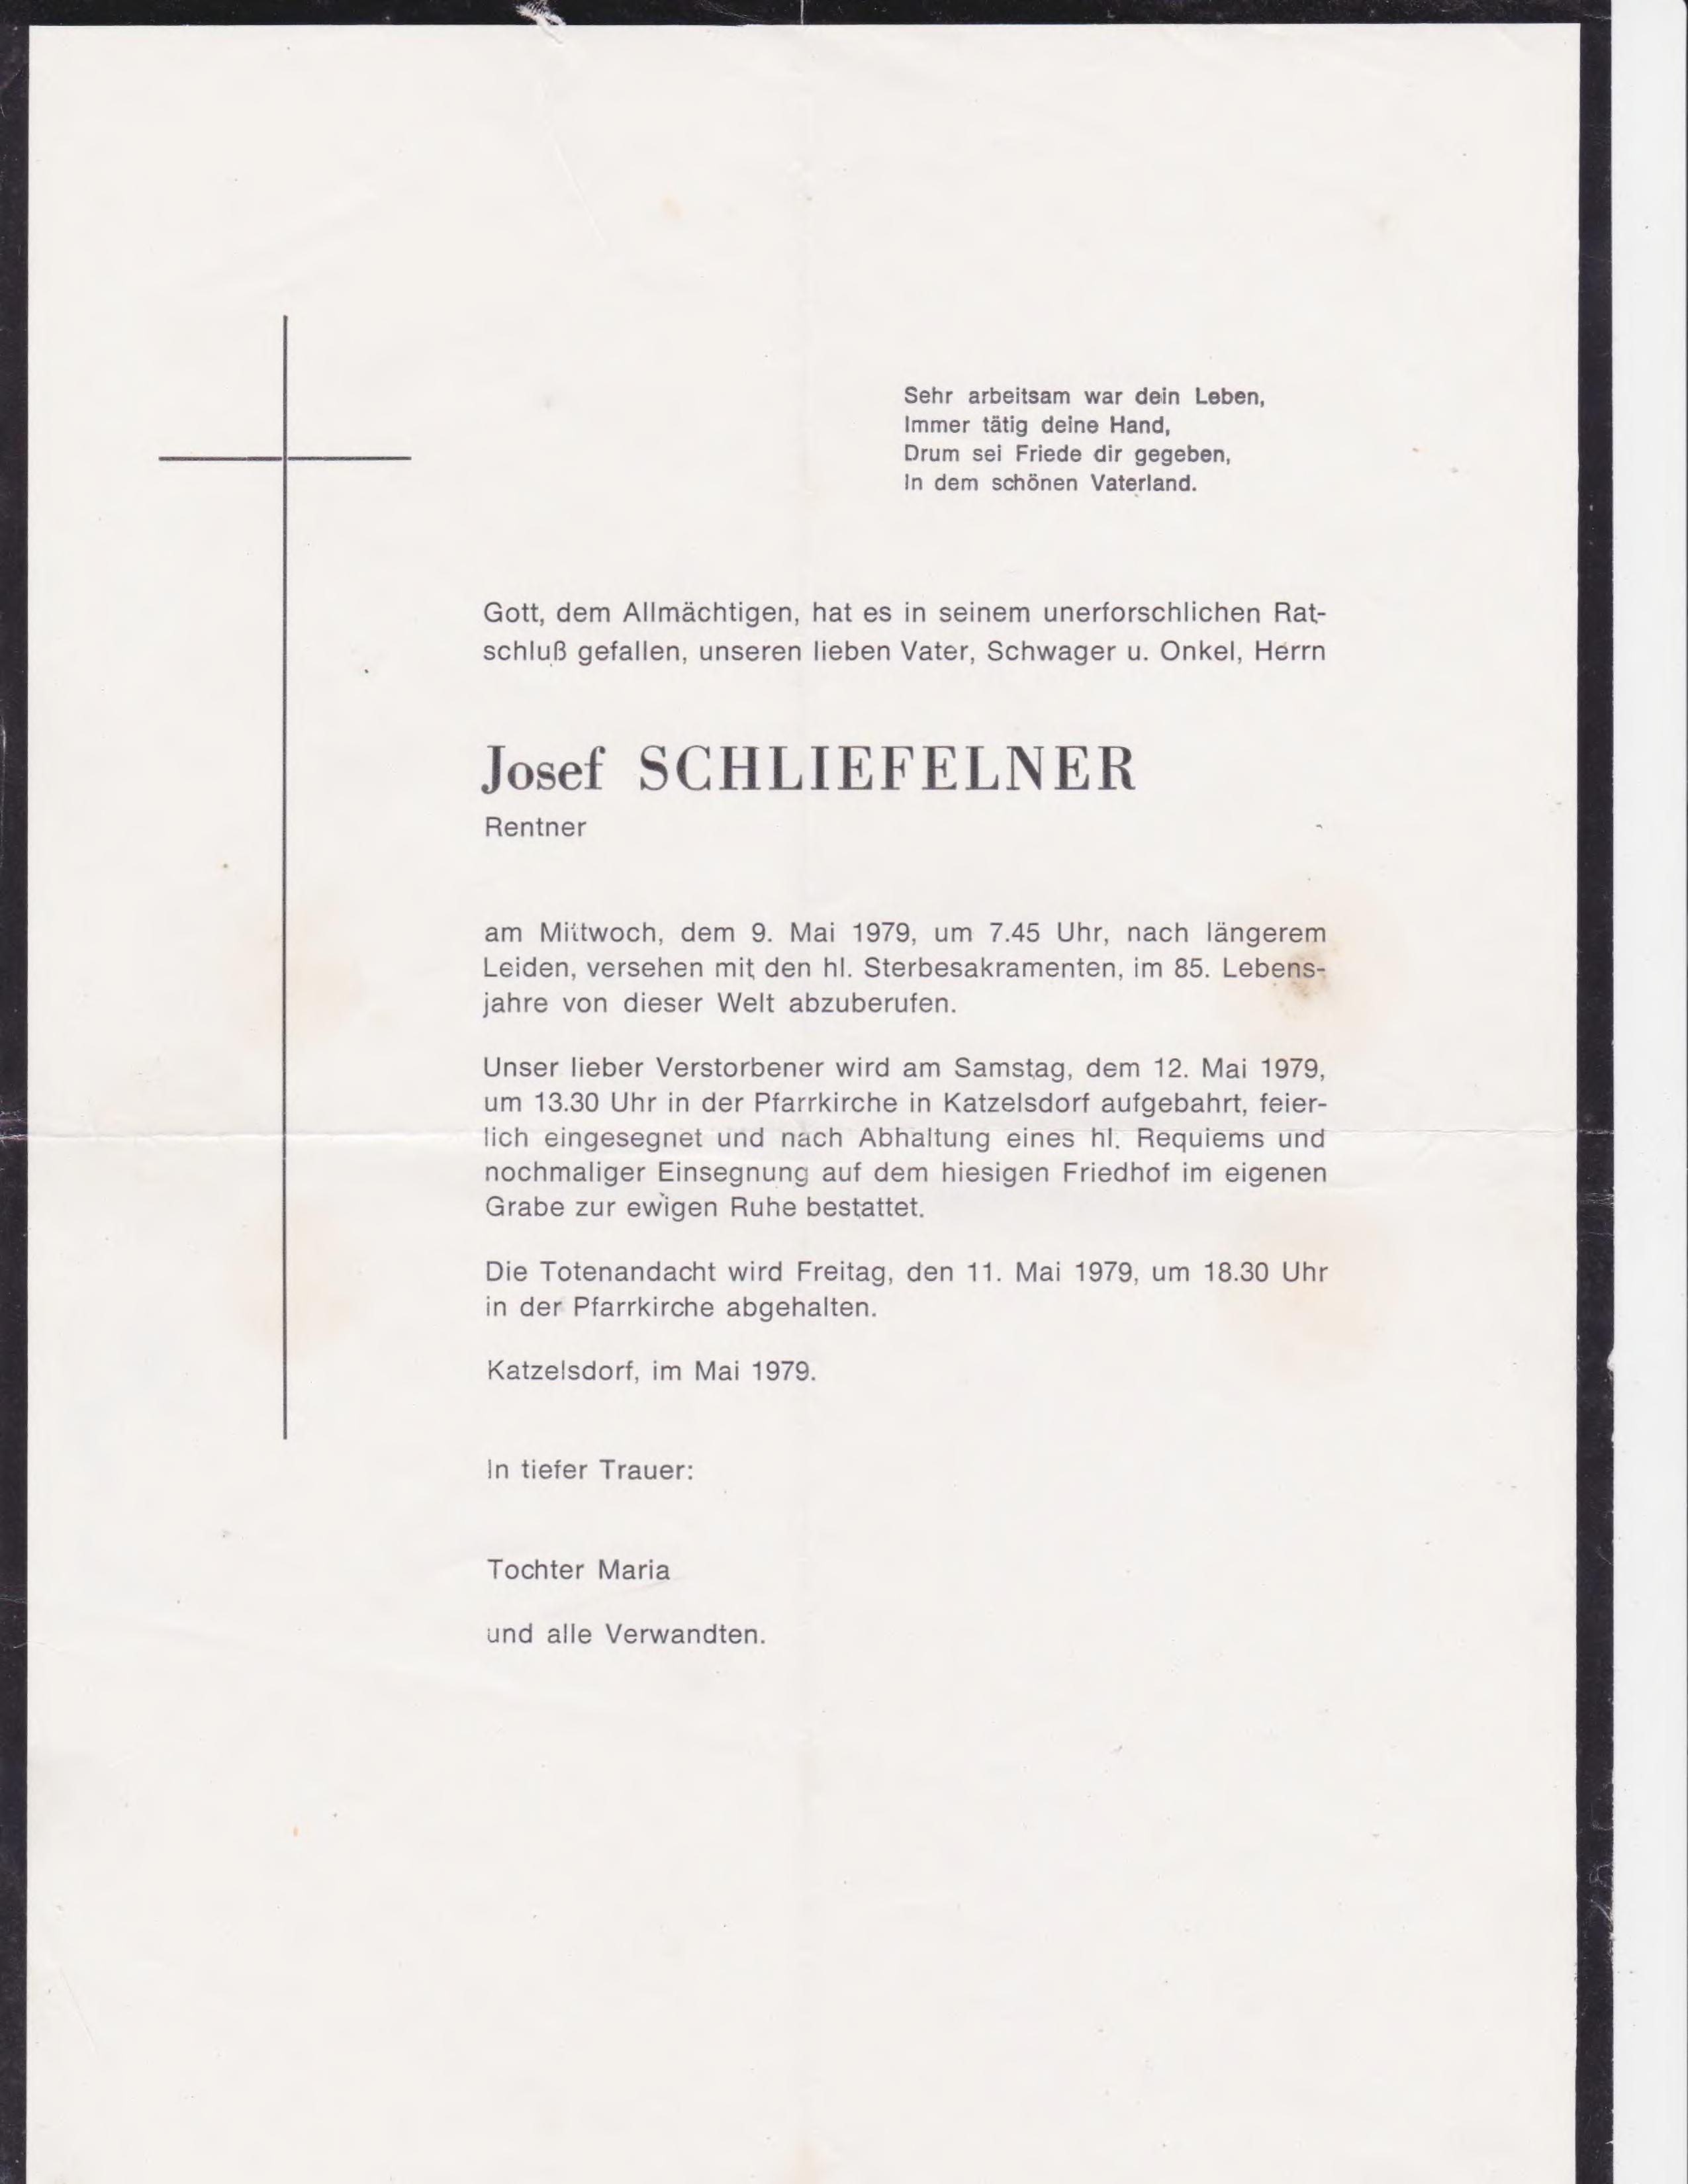 Sehr arbeitsam war dein Leben,
Immer tätig deine Hand,
Drum sei Friede dir gegeben,
In dem schönen Vaterland.
Gott, dem Allmächtigen, hat es in seinem unerforschlichen Rat-
schluß gefallen, unseren lieben Vater, Schwager u. Onkel, Herrn
Josef SCHLIEFELNER
Rentner
am Mittwoch, dem 9. Mai 1979, um 7.45 Uhr, nach längerem
Leiden, versehen mit den hl. Sterbesakramenten, im 85. Lebens-
jahre von dieser Welt abzuberufen.
Unser lieber Verstorbener wird am Samstag, dem 12. Mai 1979,
um 13.30 Uhr in der Pfarrkirche in Katzelsdorf aufgebahrt, feier-
lich eingesegnet und nach Abhaltung eines hl. Requiems und
nochmaliger Einsegnung auf dem hiesigen Friedhof im eigenen
Grabe zur ewigen Ruhe bestattet.
Die Totenandacht wird Freitag, den 11. Mai 1979, um 18.30 Uhr
in der Pfarrkirche abgehalten.
Katzelsdorf, im Mai 1979.
In tiefer Trauer:
Tochter Maria
und alle Verwandten.